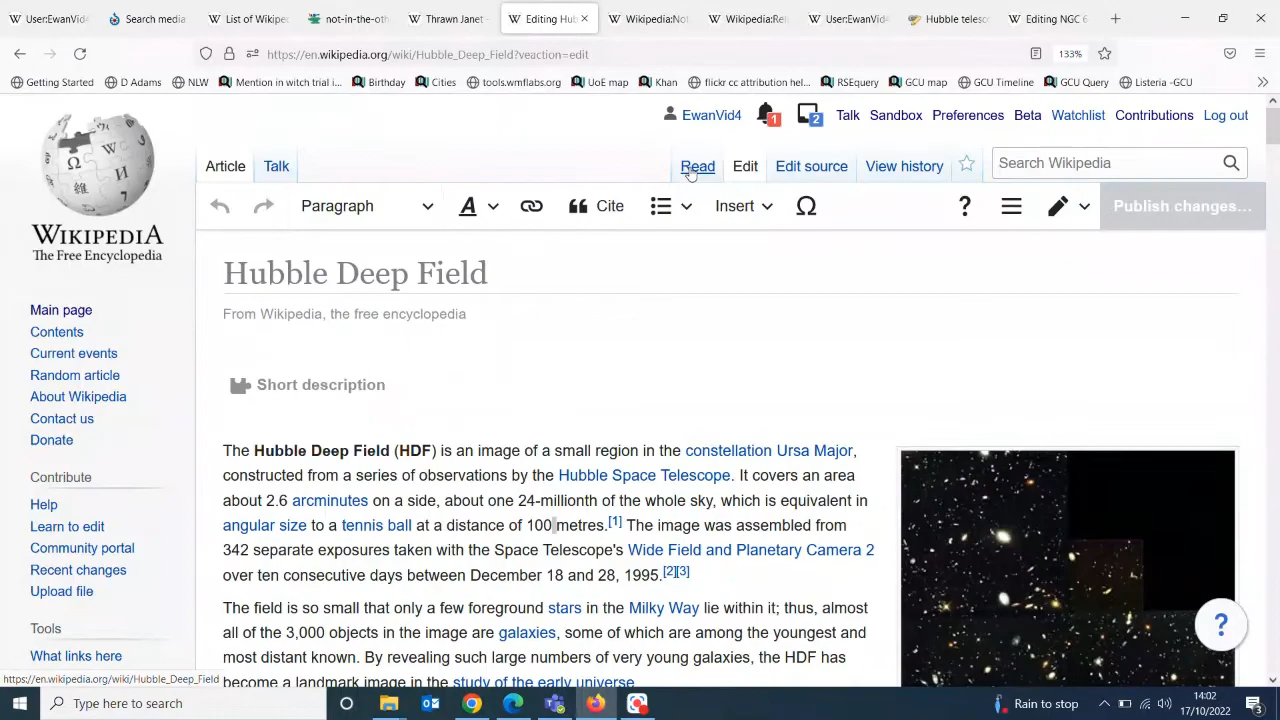 User:EwanVid4
Search media
List of Wikipe
not-in-the-oth
Thrawn Janet -
Editing Hub
Wikipedia:Not
Wikipedia:Reli
User:EwanVid4
Hubble telesco
Editing NGC 6
https://en.wikipedia.org/wiki/Hubble_Deep_Field?veaction=edit
133%
Getting Started
D Adams
NLW
Mention in witch trial i...
Birthday
Cities
tools.wmflabs.org
UoE map
Khan
flickr cc attribution hel...
RSEquery
GCU map
GCU Timeline
GCU Query
Listeria -GCU
EwanVid4
1
2
Talk
Sandbox
Preferences
Beta
Watchlist
Contributions
Log out
Article
Talk
Read
Edit
Edit source
View history
Search Wikipedia
Paragraph
A
Cite
Insert
Ω
?
Publish changes...
WIKIPEDIA
The Free Encyclopedia
Main page
Contents
Current events
Random article
About Wikipedia
Contact us
Donate
Contribute
Help
Learn to edit
Community portal
Recent changes
Upload file
Tools
What links here
Hubble Deep Field
From Wikipedia, the free encyclopedia
Short description
The Hubble Deep Field (HDF) is an image of a small region in the constellation Ursa Major,
constructed from a series of observations by the Hubble Space Telescope. It covers an area
about 2.6 arcminutes on a side, about one 24-millionth of the whole sky, which is equivalent in
angular size to a tennis ball at a distance of 100 metres.[1] The image was assembled from
342 separate exposures taken with the Space Telescope's Wide Field and Planetary Camera 2
over ten consecutive days between December 18 and 28, 1995.[2][3]
The field is so small that only a few foreground stars in the Milky Way lie within it; thus, almost
all of the 3,000 objects in the image are galaxies, some of which are among the youngest and
most distant known. By revealing such large numbers of very young galaxies, the HDF has
become a landmark image in the study of the early universe.
?
https://en.wikipedia.org/wiki/Hubble_Deep_Field
Type here to search
Rain to stop
14:02
17/10/2022
3